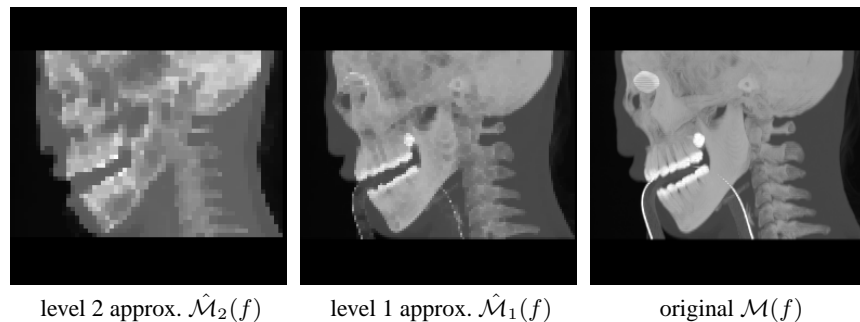 level 2 approx. $\hat{\mathcal{M}}_2(f)$
level 1 approx. $\hat{\mathcal{M}}_1(f)$
original $\mathcal{M}(f)$